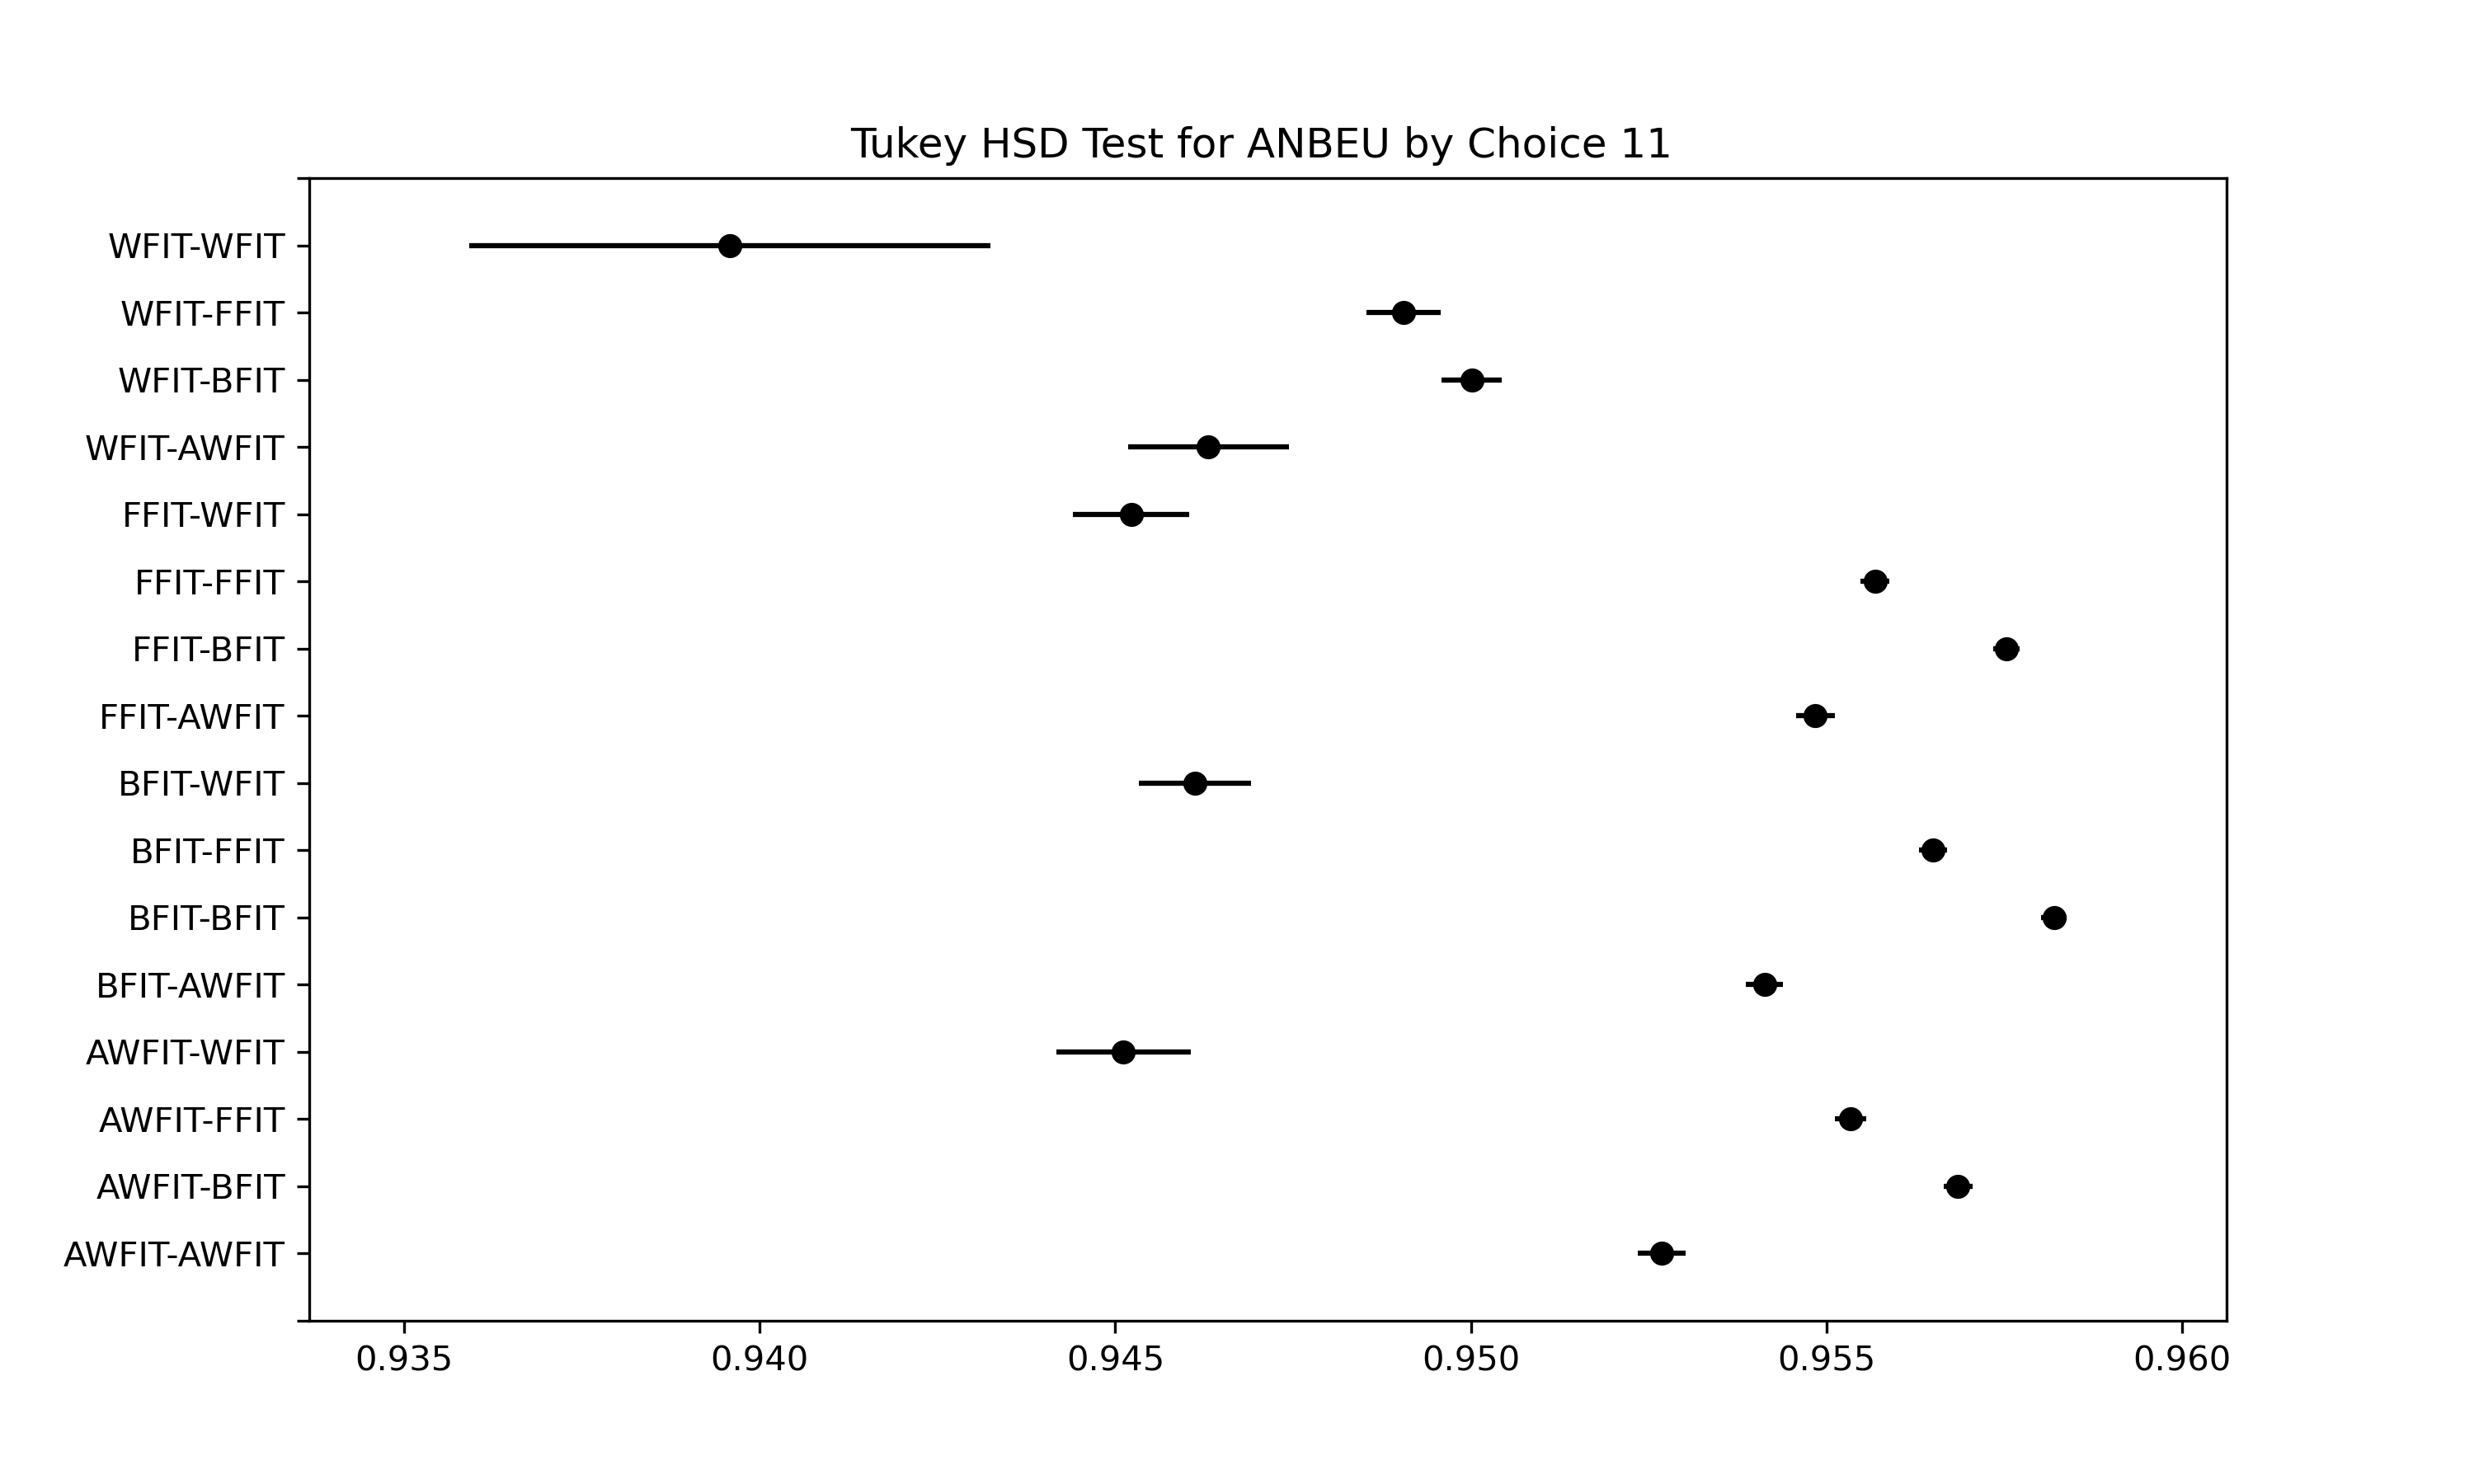 Tukey HSD Test for ANBEU by Choice 11
WFIT-WFIT
WFIT-FFIT
WFIT-BFIT
WFIT-AWFIT
FFIT-WFIT
FFIT-FFIT
FFIT-BFIT
FFIT-AWFIT
BFIT-WFIT
BFIT-FFIT
BFIT-BFIT
BFIT-AWFIT
AWFIT-WFIT
AWFIT-FFIT
AWFIT-BFIT
AWFIT-AWFIT
0.935 0.940 0.945 0.950 0.955 0.960